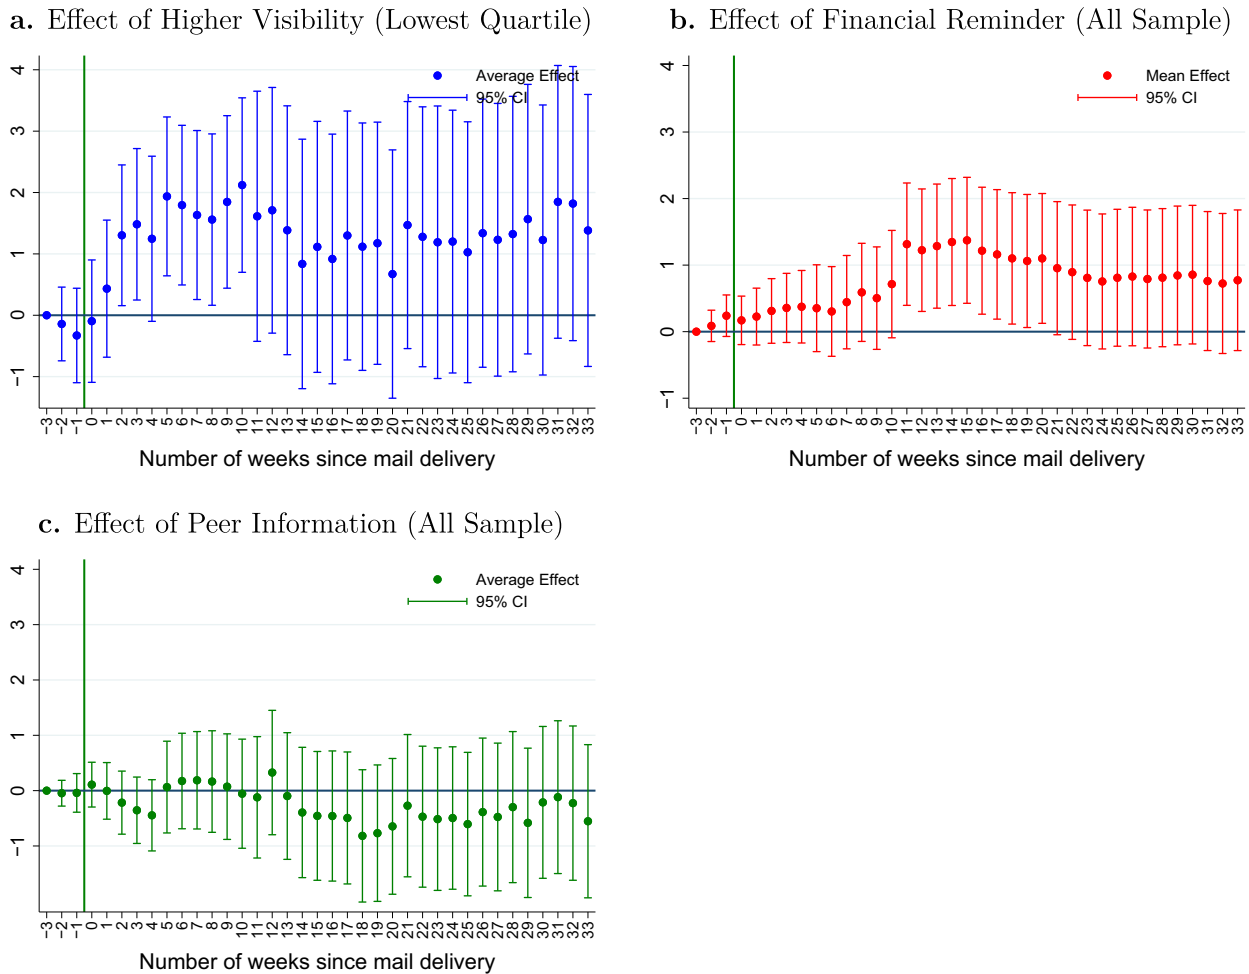 a. Effect of Higher Visibility (Lowest Quartile)
4
3
2
1
0
−1
Average Effect
95% CI
−3 −2 −1 0 1 2 3 4 5 6 7 8 9 10 11 12 13 14 15 16 17 18 19 20 21 22 23 24 25 26 27 28 29 30 31 32 33
Number of weeks since mail delivery
b. Effect of Financial Reminder (All Sample)
4
3
2
1
0
−1
Mean Effect
95% CI
−3 −2 −1 0 1 2 3 4 5 6 7 8 9 10 11 12 13 14 15 16 17 18 19 20 21 22 23 24 25 26 27 28 29 30 31 32 33
Number of weeks since mail delivery
c. Effect of Peer Information (All Sample)
4
3
2
1
0
−1
Average Effect
95% CI
−3 −2 −1 0 1 2 3 4 5 6 7 8 9 10 11 12 13 14 15 16 17 18 19 20 21 22 23 24 25 26 27 28 29 30 31 32 33
Number of weeks since mail delivery